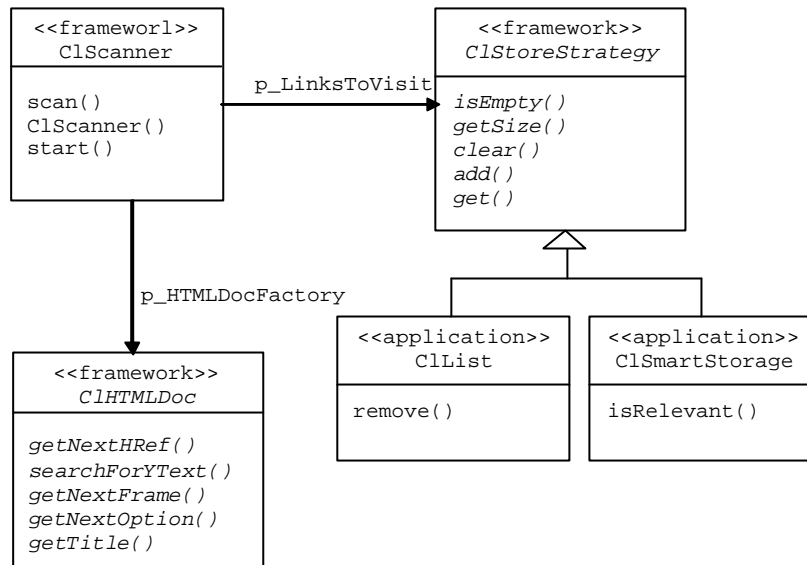 <<frameworl>
ClScanner
scan()
ClScanner()
start()
p_LinksToVisit
<<framework>>
ClStoreStrategy
isEmpty()
getSize()
clear()
add()
get()
p_HTMLDocFactory
<<framework>>
ClHTMLDoc
getNextHRef()
searchForYText()
getNextFrame()
getNextOption()
getTitle()
<<application>>
ClList
remove()
<<application>>
ClSmartStorage
isRelevant()